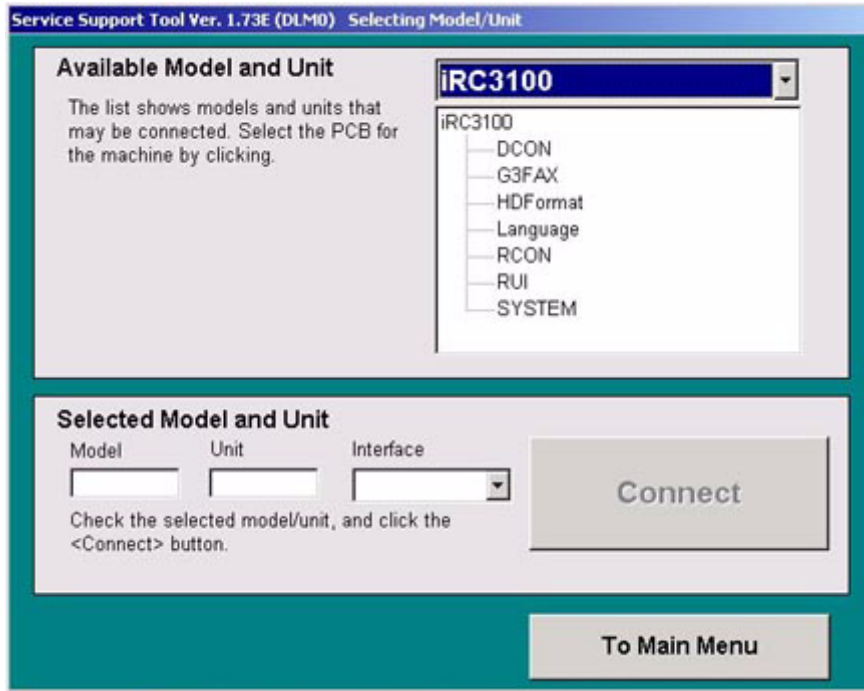 Service Support Tool Ver. 1.73E (DLM0) Selecting Model/Unit
Available Model and Unit
The list shows models and units that
may be connected. Select the PCB for
the machine by clicking.
iRC3100
iRC3100
DCON
G3FAX
HDFormat
Language
RCON
RUI
SYSTEM
Selected Model and Unit
Model Unit Interface
Check the selected model/unit, and click the
<Connect> button.
Connect
To Main Menu